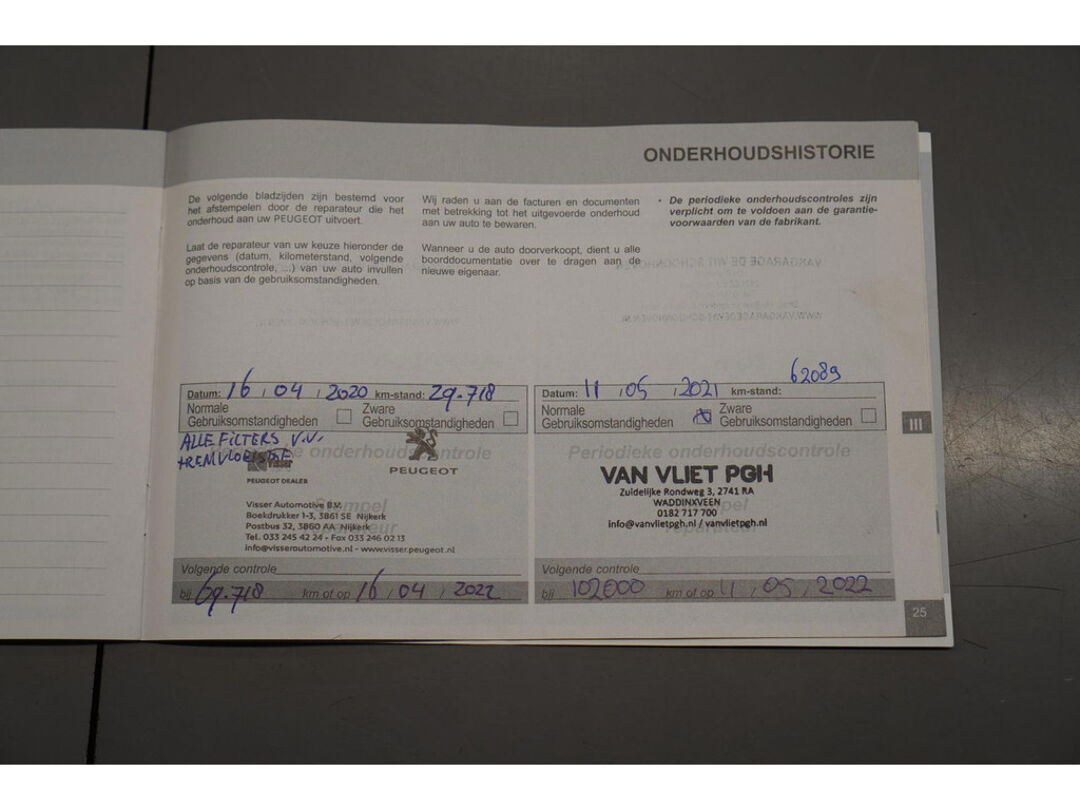 ONDERHOUDSHISTORIE
De volgende bladzijden zijn bestemd voor
het afstempelen door de reparateur die het
onderhoud aan uw PEUGEOT uitvoert.
Laat de reparateur van uw keuze hieronder de
gegevens (datum, kilometerstand, volgende
onderhoudscontrole, ...) van uw auto invullen
op basis van de gebruiksomstandigheden.
Wij raden u aan de facturen en documenten
met betrekking tot het uitgevoerde onderhoud
aan uw auto te bewaren.
Wanneer u de auto doorverkoopt, dient u alle
boorddocumentatie over te dragen aan de
nieuwe eigenaar.
• De periodieke onderhoudscontroles zijn
verplicht om te voldoen aan de garantie-
voorwaarden van de fabrikant.
Datum: 16 / 04 / 2020 km-stand: 29.718
Normale
Gebruiksomstandigheden
Zware
Gebruiksomstandigheden
ALLE FILTERS V.V.
+REMVLOEISTOF
onderhoudscontrole
Visser
PEUGEOT DEALER
PEUGEOT
Visser Automotive B.V.
Boekdrukker 1-3, 3861 SE Nijkerk
Postbus 32, 3860 AA Nijkerk
Tel. 033 245 42 24 • Fax 033 246 02 13
info@visserautomotive.nl - www.visser.peugeot.nl
Stempel
Volgende controle
bij 69.718 km of op 16 / 04 / 2022
Datum: 11 / 05 / 2021 km-stand: 62089
Normale
Gebruiksomstandigheden
Zware
Gebruiksomstandigheden
Periodieke onderhoudscontrole
VAN VLIET PGH
Zuidelijke Rondweg 3, 2741 RA
WADDINXVEEN
0182 717 700
info@vanvlietpgh.nl / vanvlietpgh.nl
reparateur
Volgende controle
bij 102000 km of op 11 / 05 / 2022
III
25